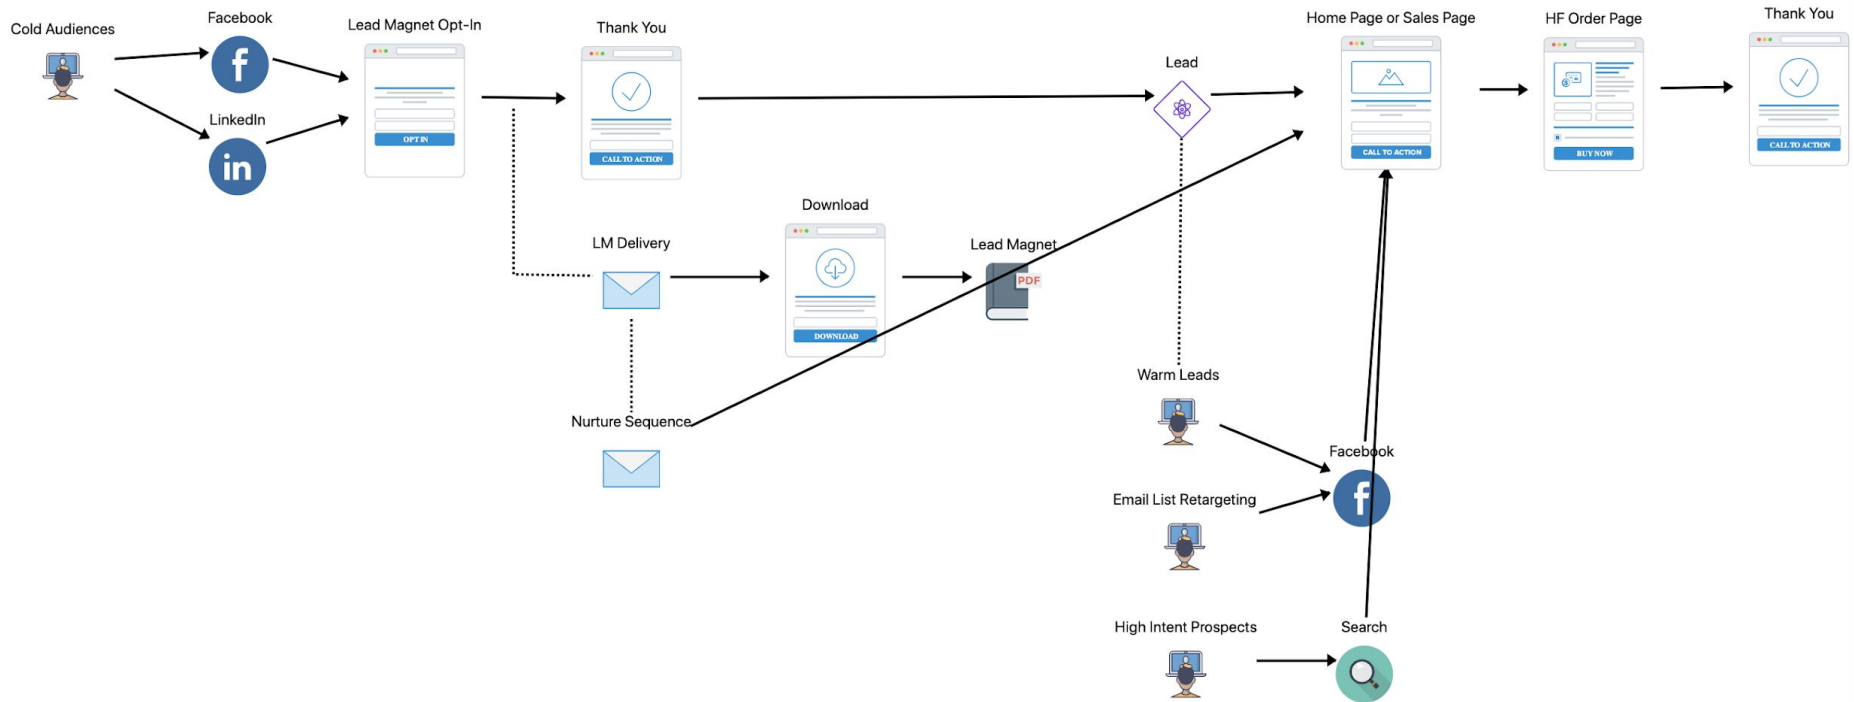 Cold Audiences
Facebook
f
LinkedIn
in
Lead Magnet Opt-In
OPT IN
Thank You
CALL TO ACTION
Lead
Home Page or Sales Page
CALL TO ACTION
HF Order Page
$
BUY NOW
Thank You
CALL TO ACTION
LM Delivery
Download
DOWNLOAD
Lead Magnet
PDF
Nurture Sequence
Warm Leads
Facebook
f
Email List Retargeting
High Intent Prospects
Search